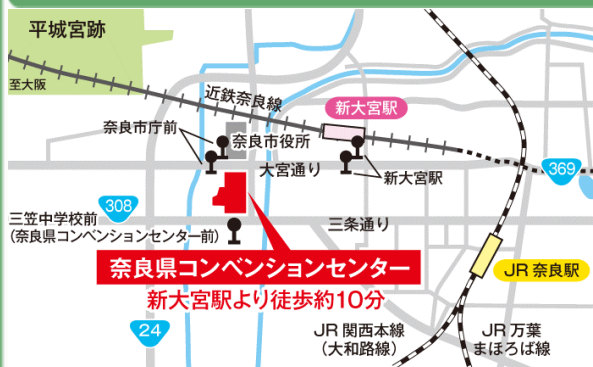 平城宮跡
至大阪
近鉄奈良線
新大宮駅
奈良市庁前
奈良市役所
大宮通り
新大宮駅
369
308
三笠中学校前
(奈良県コンベンションセンター前)
三条通り
奈良県コンベンションセンター
新大宮駅より徒歩約10分
JR 奈良駅
24
JR 関西本線
(大和路線)
JR 万葉
まほろば線